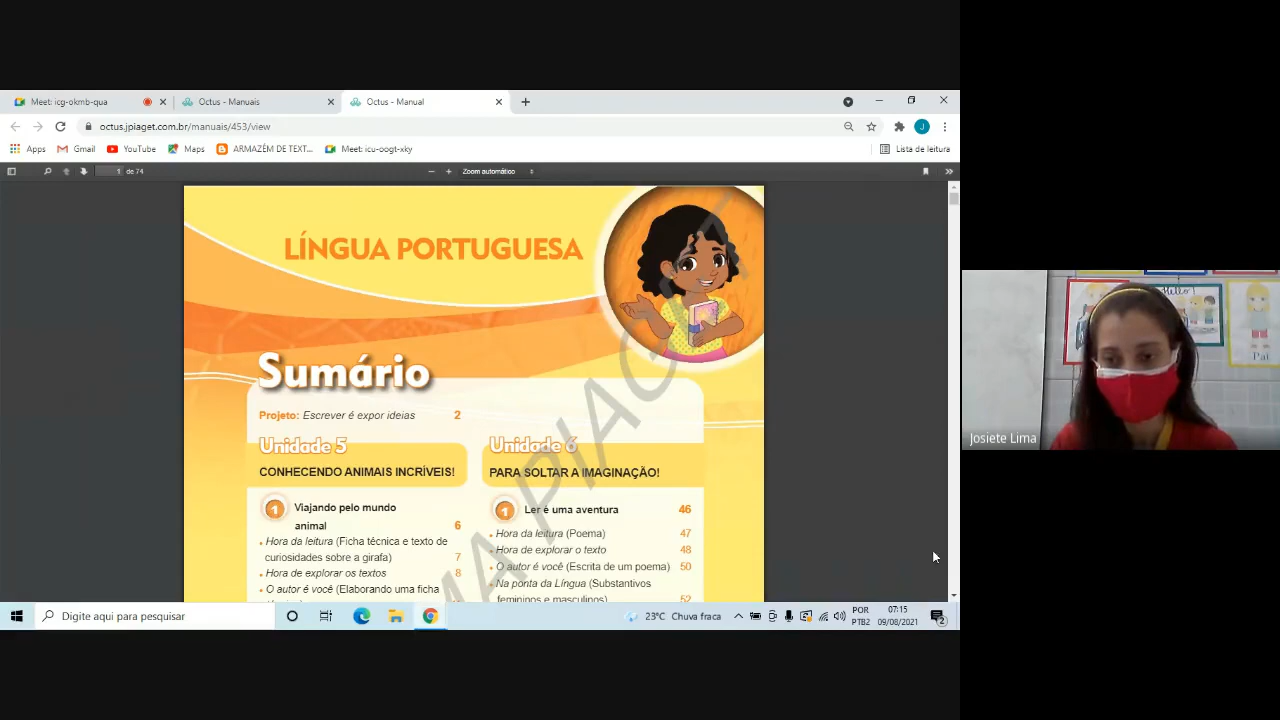 Meet: icg-okmb-qua
Octus - Manuais
Octus - Manual
octus.jpiaget.com.br/manuais/453/view
Apps
Gmail
YouTube
Maps
ARMAZÉM DE TEXT...
Meet: icu-oogt-xky
Lista de leitura
1 de 74
Zoom automático
LÍNGUA PORTUGUESA
Sumário
Projeto: Escrever é expor ideias 2
Unidade 5
CONHECENDO ANIMAIS INCRÍVEIS!
1 Viajando pelo mundo
animal 6
• Hora da leitura (Ficha técnica e texto de
curiosidades sobre a girafa) 7
• Hora de explorar os textos 8
• O autor é você (Elaborando uma ficha
Unidade 6
PARA SOLTAR A IMAGINAÇÃO!
1 Ler é uma aventura 46
• Hora da leitura (Poema) 47
• Hora de explorar o texto 48
• O autor é você (Escrita de um poema) 50
• Na ponta da Língua (Substantivos
femininos e masculinos) 52
MA PIAGET
Hello!
Pai
Josiete Lima
Digite aqui para pesquisar
23°C Chuva fraca
POR
PTB2
07:15
09/08/2021
2